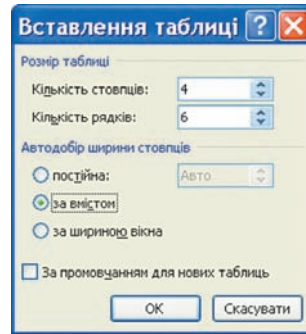 Вставлення таблиці
Розмір таблиці
Кількість стовпців: 4
Кількість рядків: 6
Автодобір ширини стовпців
постійна: Авто
за вмістом
за шириною вікна
За промовчанням для нових таблиць
ОК Скасувати